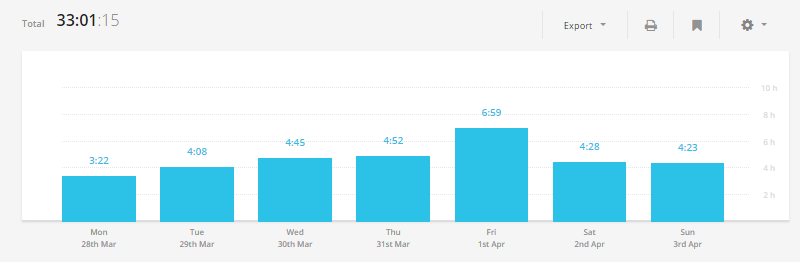 Total 33:01:15 Export
10 h
8 h
6 h
4 h
2 h
3:22 4:08 4:45 4:52 6:59 4:28 4:23
Mon Tue Wed Thu Fri Sat Sun
28th Mar 29th Mar 30th Mar 31st Mar 1st Apr 2nd Apr 3rd Apr